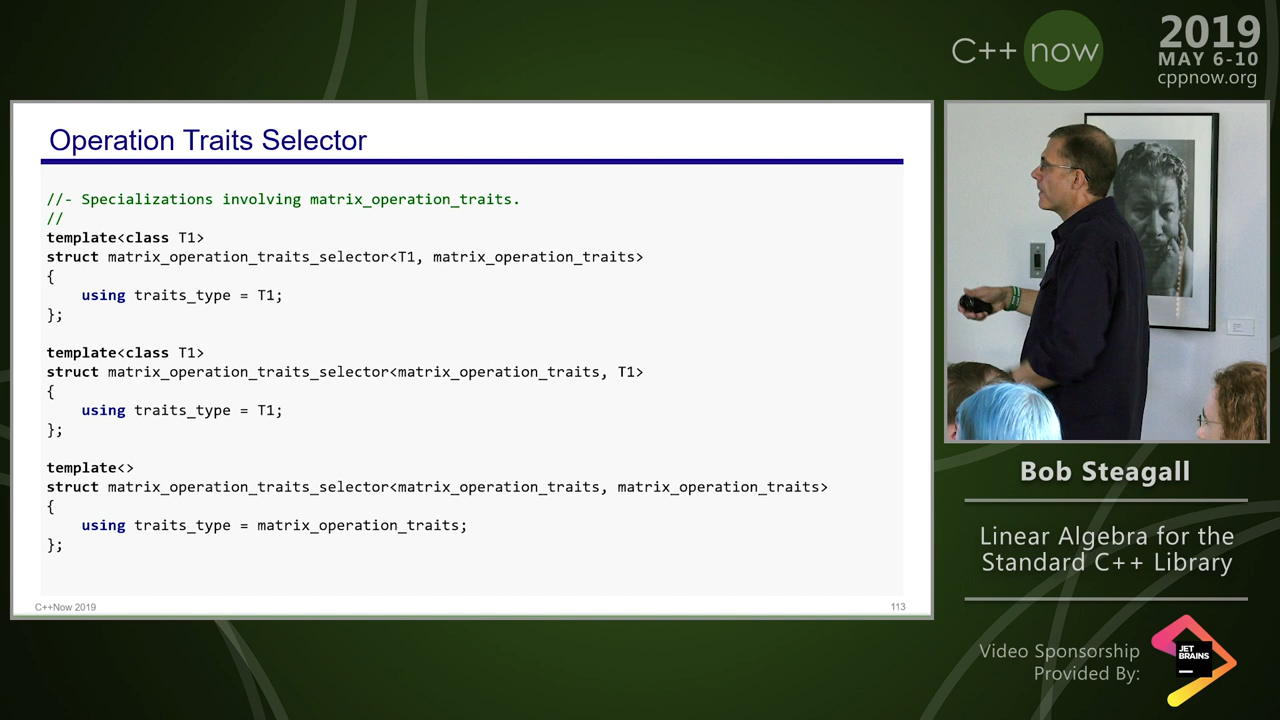 C++ now
2019
MAY 6-10
cppnow.org
Operation Traits Selector
//- Specializations involving matrix_operation_traits.
//
template<class T1>
struct matrix_operation_traits_selector<T1, matrix_operation_traits>
{
    using traits_type = T1;
};
template<class T1>
struct matrix_operation_traits_selector<matrix_operation_traits, T1>
{
    using traits_type = T1;
};
template<>
struct matrix_operation_traits_selector<matrix_operation_traits, matrix_operation_traits>
{
    using traits_type = matrix_operation_traits;
};
C++Now 2019
113
Bob Steagall
Linear Algebra for the
Standard C++ Library
Video Sponsorship
Provided By:
JET
BRAINS